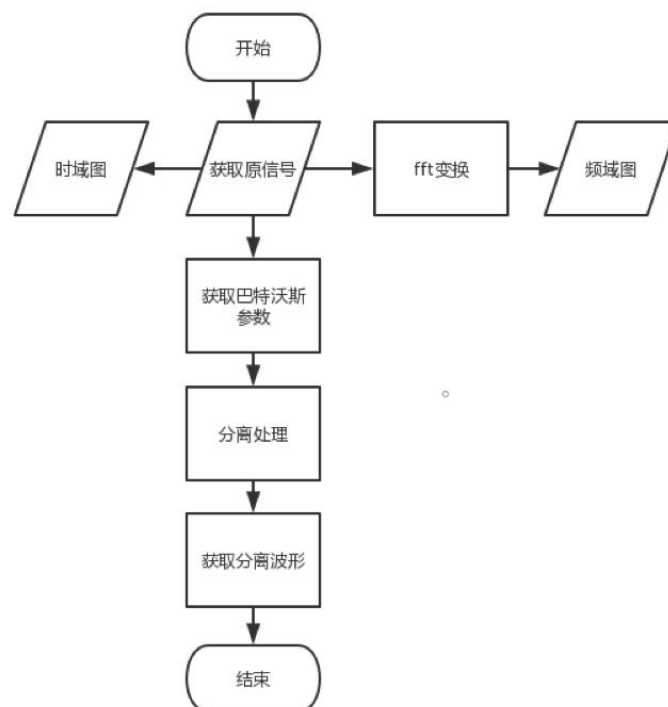 开始
时域图
获取原信号
fft变换
频域图
获取巴特沃斯
参数
分离处理
获取分离波形
结束